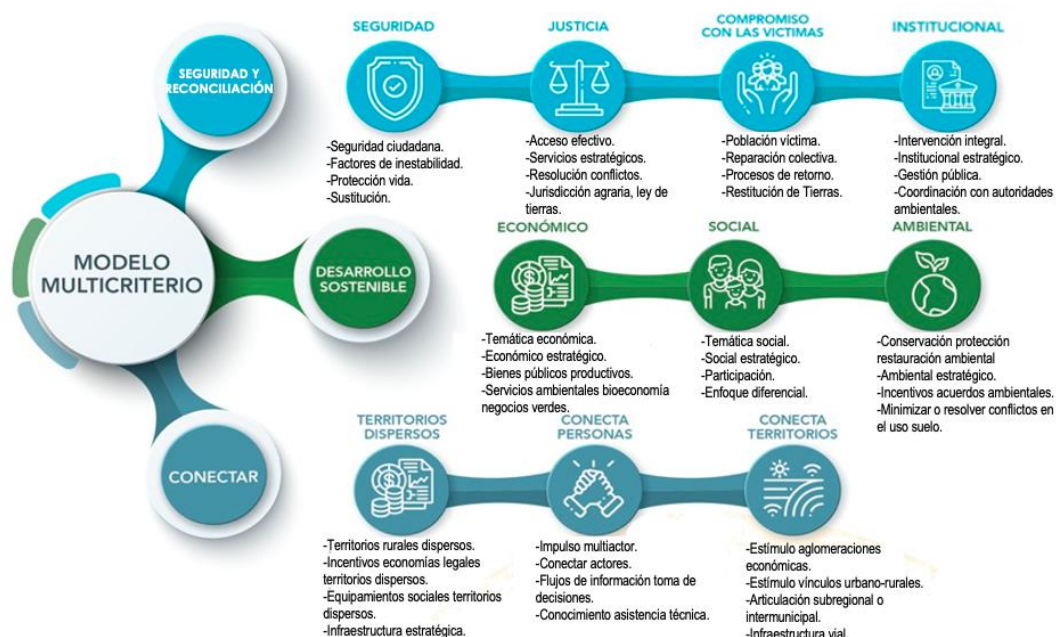 SEGURIDAD
JUSTICIA
COMPROMISO
CON LAS VICTIMAS
INSTITUCIONAL
SEGURIDAD Y
RECONCILIACIÓN
-Seguridad ciudadana.
-Factores de inestabilidad.
-Protección vida.
-Sustitución.
-Acceso efectivo.
-Servicios estratégicos.
-Resolución conflictos.
-Jurisdicción agraria, ley de
tierras.
-Población víctima.
-Reparación colectiva.
-Procesos de retorno.
-Restitución de Tierras.
-Intervención integral.
-Institucional estratégico.
-Gestión pública.
-Coordinación con autoridades
ambientales.
MODELO
MULTICRITERIO
DESARROLLO
SOSTENIBLE
ECONÓMICO
SOCIAL
AMBIENTAL
-Temática económica.
-Económico estratégico.
-Bienes públicos productivos.
-Servicios ambientales bioeconomía
negocios verdes.
-Temática social.
-Social estratégico.
-Participación.
-Enfoque diferencial.
-Conservación protección
restauración ambiental
-Ambiental estratégico.
-Incentivos acuerdos ambientales.
-Minimizar o resolver conflictos en
el uso suelo.
CONECTAR
TERRITORIOS
DISPERSOS
CONECTA
PERSONAS
CONECTA
TERRITORIOS
-Territorios rurales dispersos.
-Incentivos economías legales
territorios dispersos.
-Equipamientos sociales territorios
dispersos.
-Infraestructura estratégica.
-Impulso multiactor.
-Conectar actores.
-Flujos de información toma de
decisiones.
-Conocimiento asistencia técnica.
-Estímulo aglomeraciones
económicas.
-Estímulo vínculos urbano-rurales.
-Articulación subregional o
intermunicipal.
-Infraestructura vial.